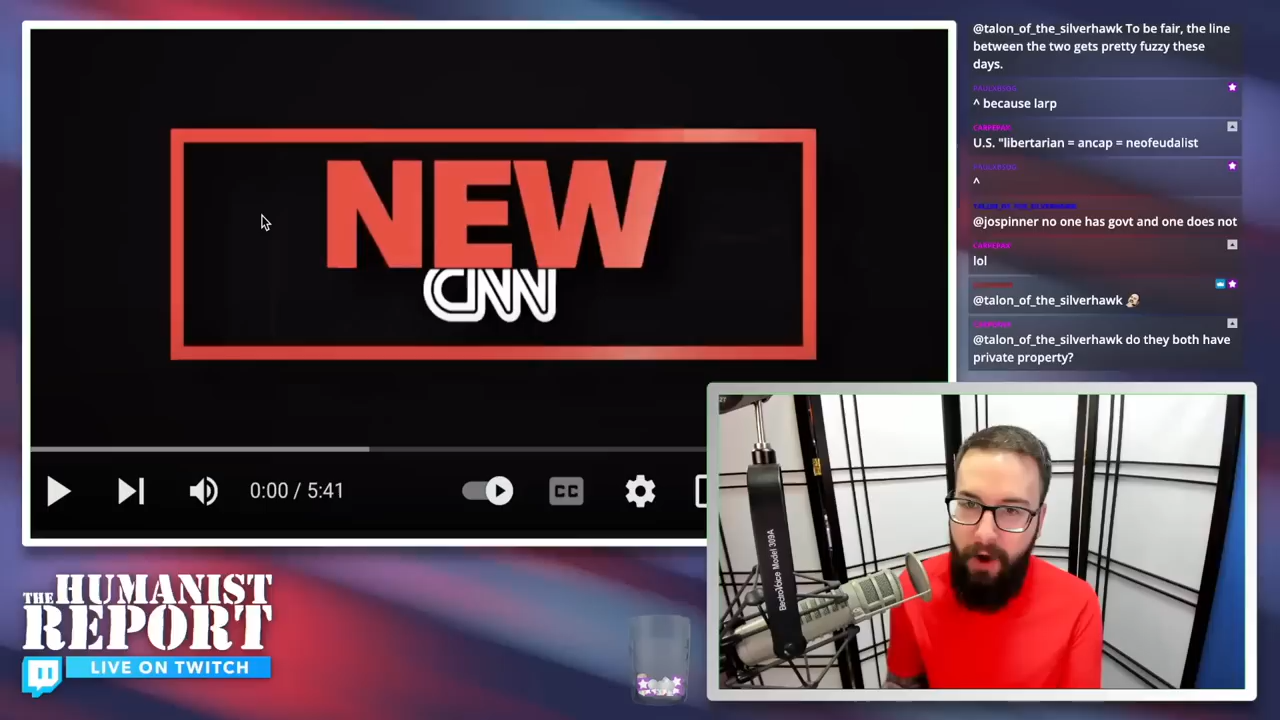 NEW
CNN
0:00 / 5:41
CC
THE HUMANIST
REPORT
LIVE ON TWITCH
@talon_of_the_silverhawk To be fair, the line
between the two gets pretty fuzzy these
days.
^ because larp
U.S. "libertarian = ancap = neofeudalist
^
@jospinner no one has govt and one does not
lol
@talon_of_the_silverhawk
@talon_of_the_silverhawk do they both have
private property?
ElectroVoice Model 309A